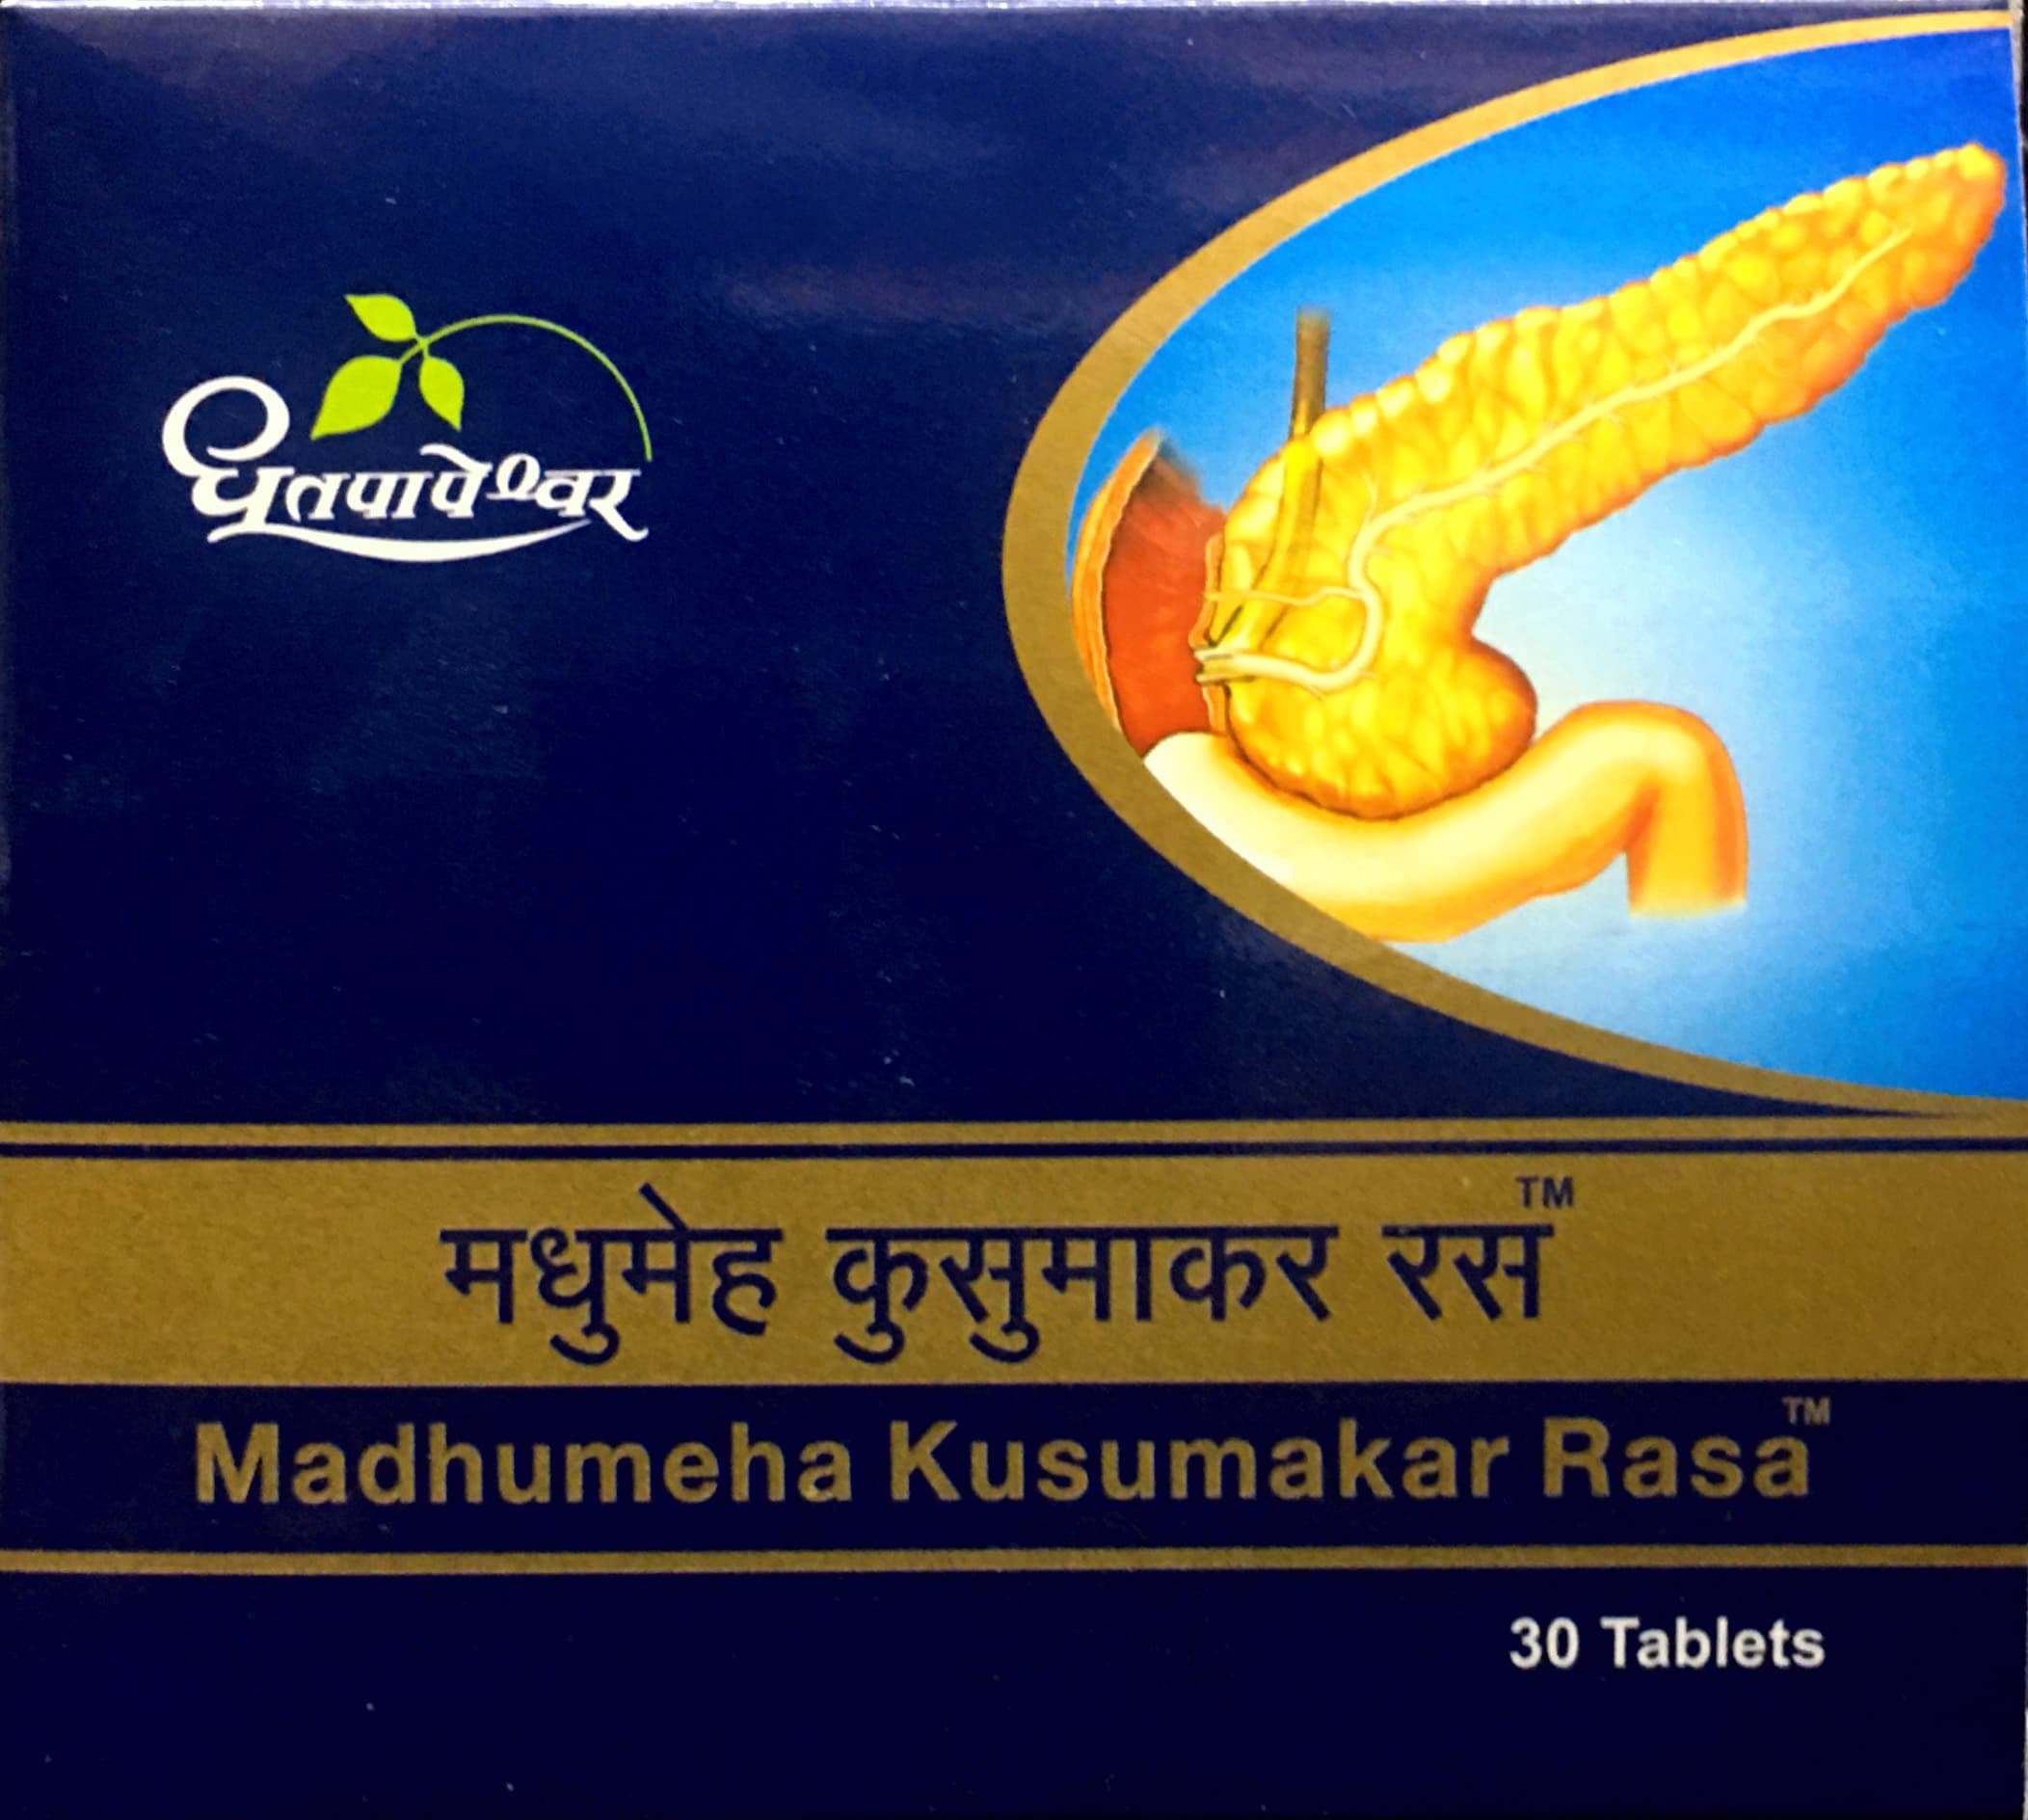 धूतपापेश्वर
मधुमेह कुसुमाकर रस™
Madhumeha Kusumakar Rasa™
30 Tablets